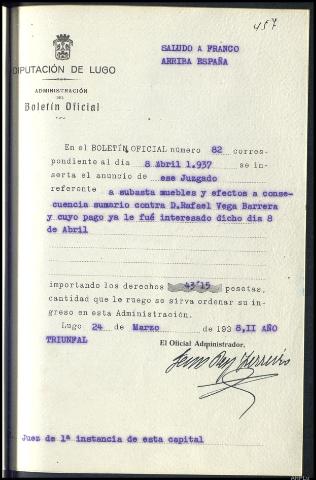 457
SALUDO A FRANCO
ARRIBA ESPAÑA
DIPUTACIÓN DE LUGO
ADMINISTRACIÓN
DEL
Boletín Oficial
En el BOLETÍN OFICIAL número 82 corres-
pondiente al día 8 Abril 1.937 se in-
serta el anuncio de ese Juzgado
referente a subasta muebles y efectos a conse-
cuencia sumario contra D.Rafael Vega Barrera
y cuyo pago ya le fué interesado dicho dia 8
de Abril
importando los derechos 43'15 pesetas,
cantidad que le ruego se sirva ordenar su in-
greso en esta Administración.
Lugo 24 de Marzo de 193 8,II AÑO
TRIUNFAL
El Oficial Administrador,
Juez de 1ª instancia de esta capital